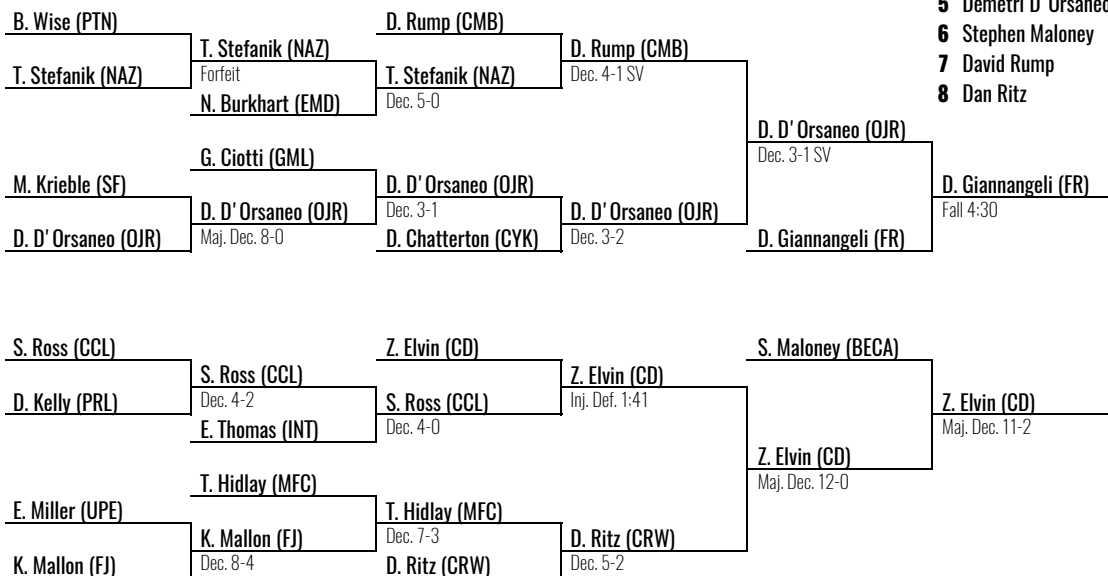 5 Demetri D'Orsaneo
6 Stephen Maloney
7 David Rump
8 Dan Ritz
B. Wise (PTN)
T. Stefanik (NAZ)
T. Stefanik (NAZ)
Forfeit
N. Burkhart (EMD)
D. Rump (CMB)
T. Stefanik (NAZ)
Dec. 5-0
D. Rump (CMB)
Dec. 4-1 SV
G. Ciotti (GML)
M. Krieble (SF)
D. D'Orsaneo (OJR)
D. D'Orsaneo (OJR)
Maj. Dec. 8-0
D. D'Orsaneo (OJR)
Dec. 3-1
D. Chatterton (CYK)
D. D'Orsaneo (OJR)
Dec. 3-2
D. D'Orsaneo (OJR)
Dec. 3-1 SV
D. Giannangeli (FR)
D. Giannangeli (FR)
Fall 4:30
S. Ross (CCL)
D. Kelly (PRL)
S. Ross (CCL)
Dec. 4-2
E. Thomas (INT)
Z. Elvin (CD)
S. Ross (CCL)
Dec. 4-0
Z. Elvin (CD)
Inj. Def. 1:41
T. Hidlay (MFC)
E. Miller (UPE)
K. Mallon (FJ)
K. Mallon (FJ)
Dec. 8-4
T. Hidlay (MFC)
Dec. 7-3
D. Ritz (CRW)
D. Ritz (CRW)
Dec. 5-2
S. Maloney (BECA)
Z. Elvin (CD)
Maj. Dec. 12-0
Z. Elvin (CD)
Maj. Dec. 11-2